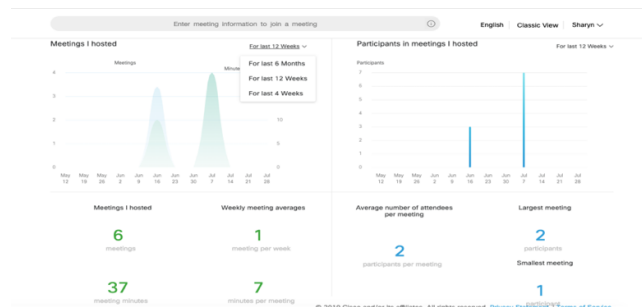 Enter meeting information to join a meeting
English Classic View Sharyn
Meetings I hosted
For last 12 Weeks
For last 6 Months
For last 12 Weeks
For last 4 Weeks
Meetings
4
3
2
1
0
10
5
0
May 12 May 19 May 26 Jun 2 Jun 9 Jun 16 Jun 23 Jun 30 Jul 7 Jul 14 Jul 21 Jul 28
Participants in meetings I hosted
For last 12 Weeks
Participants
7
6
5
4
3
2
1
0
May 12 May 19 May 26 Jun 2 Jun 9 Jun 16 Jun 23 Jun 30 Jul 7 Jul 14 Jul 21 Jul 28
Meetings I hosted
6
meetings
37
meeting minutes
Weekly meeting averages
1
meeting per week
7
minutes per meeting
Average number of attendees
per meeting
2
participants per meeting
Largest meeting
2
participants
Smallest meeting
1
participant